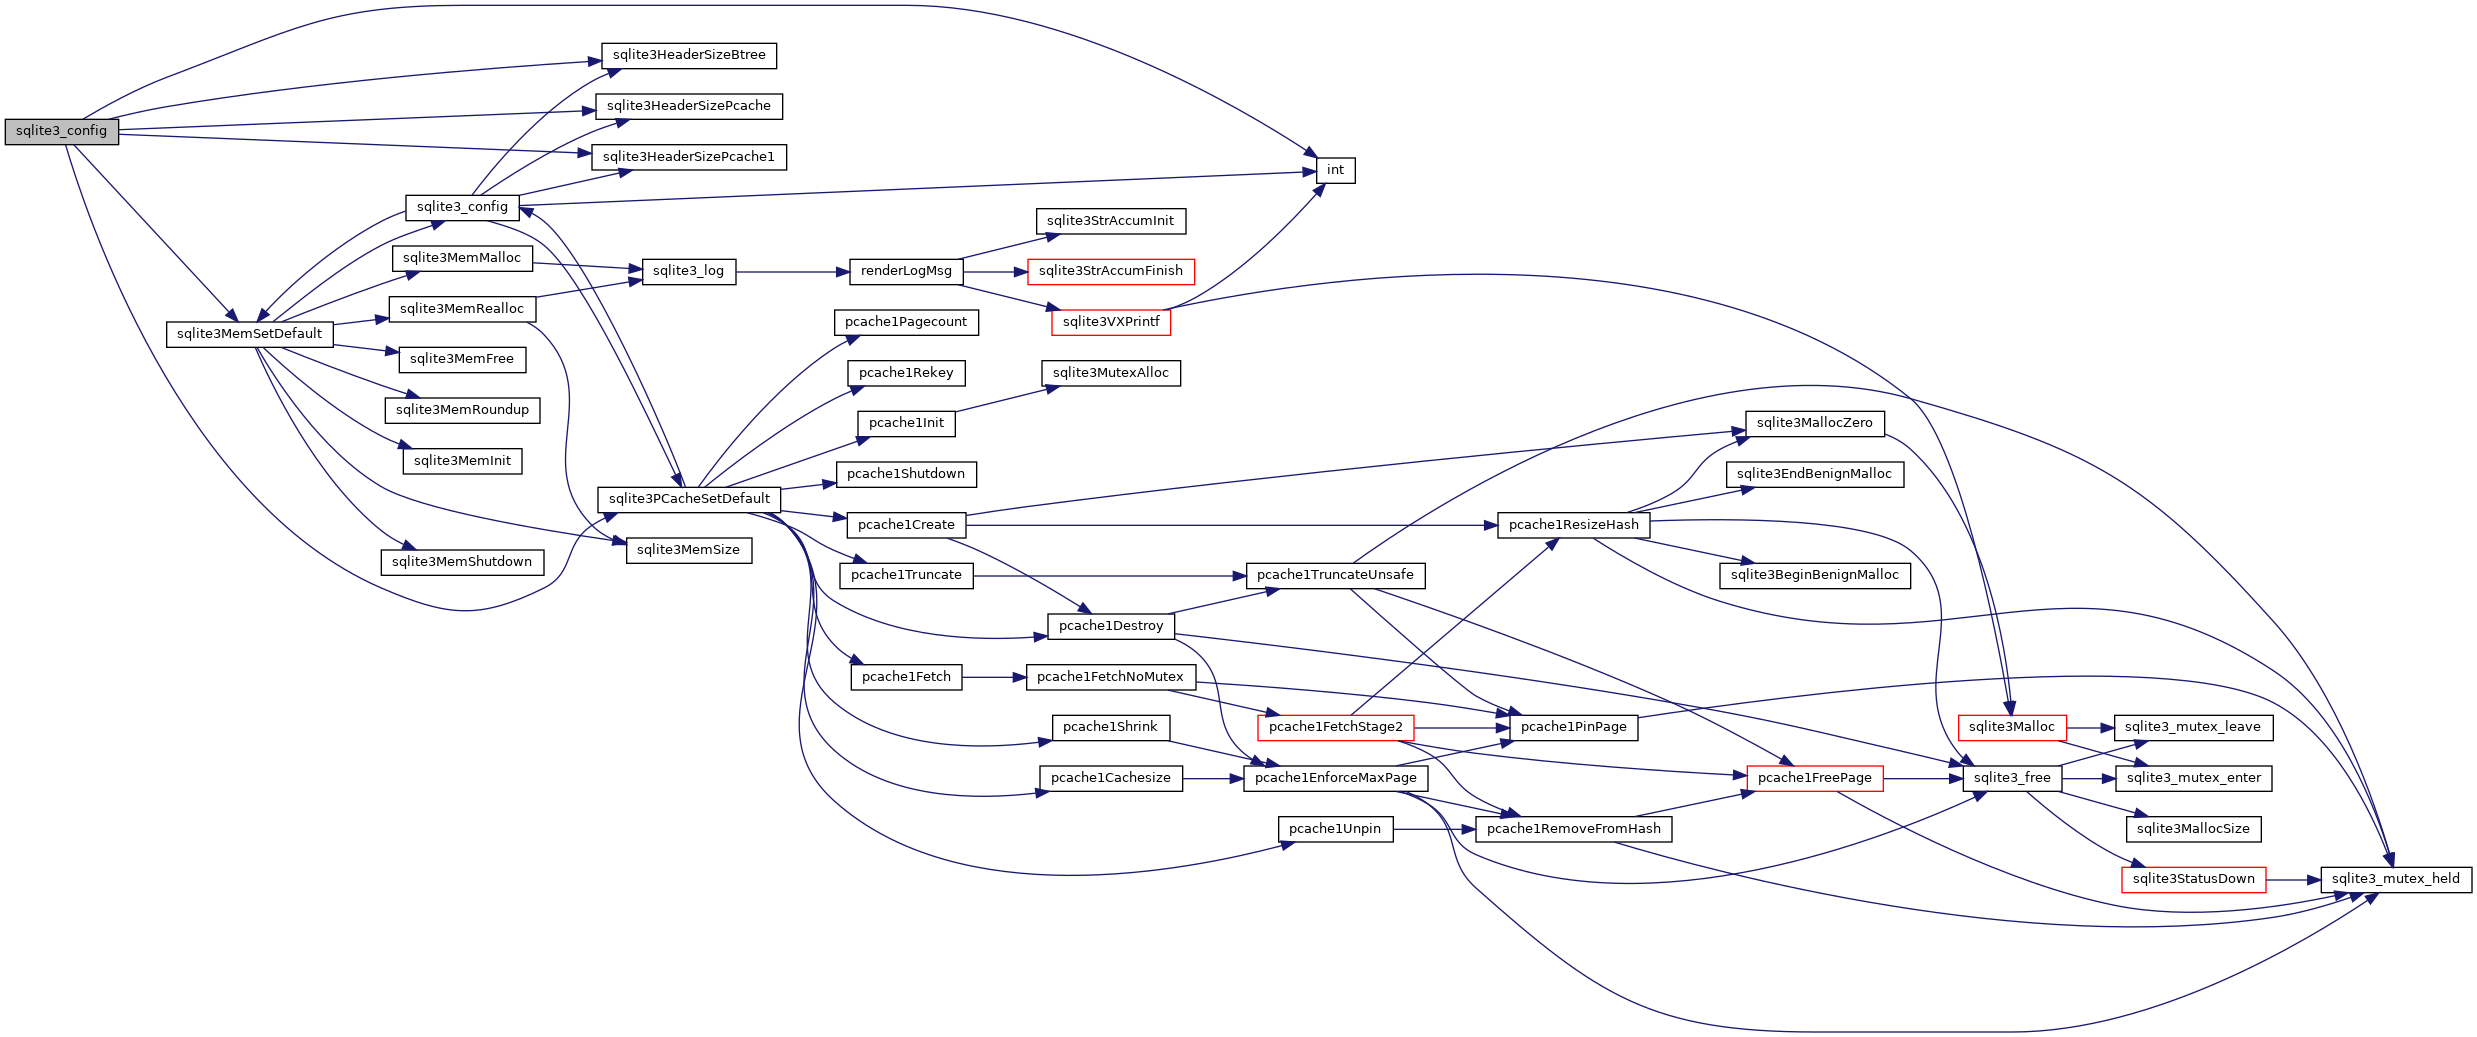 sqlite3_config
sqlite3HeaderSizeBtree
sqlite3HeaderSizePcache
sqlite3HeaderSizePcache1
int
sqlite3_config
sqlite3StrAccumInit
sqlite3MemMalloc
sqlite3_log
renderLogMsg
sqlite3StrAccumFinish
sqlite3MemRealloc
sqlite3VXPrintf
pcache1Pagecount
sqlite3MemSetDefault
sqlite3MemFree
pcache1Rekey
sqlite3MutexAlloc
sqlite3MemRoundup
pcache1Init
sqlite3MallocZero
sqlite3MemInit
pcache1Shutdown
sqlite3EndBenignMalloc
sqlite3PCacheSetDefault
pcache1Create
pcache1ResizeHash
sqlite3MemSize
sqlite3MemShutdown
pcache1Truncate
pcache1TruncateUnsafe
sqlite3BeginBenignMalloc
pcache1Destroy
pcache1Fetch
pcache1FetchNoMutex
pcache1Shrink
pcache1FetchStage2
pcache1PinPage
sqlite3Malloc
sqlite3_mutex_leave
pcache1Cachesize
pcache1EnforceMaxPage
pcache1FreePage
sqlite3_free
sqlite3_mutex_enter
pcache1Unpin
pcache1RemoveFromHash
sqlite3MallocSize
sqlite3StatusDown
sqlite3_mutex_held